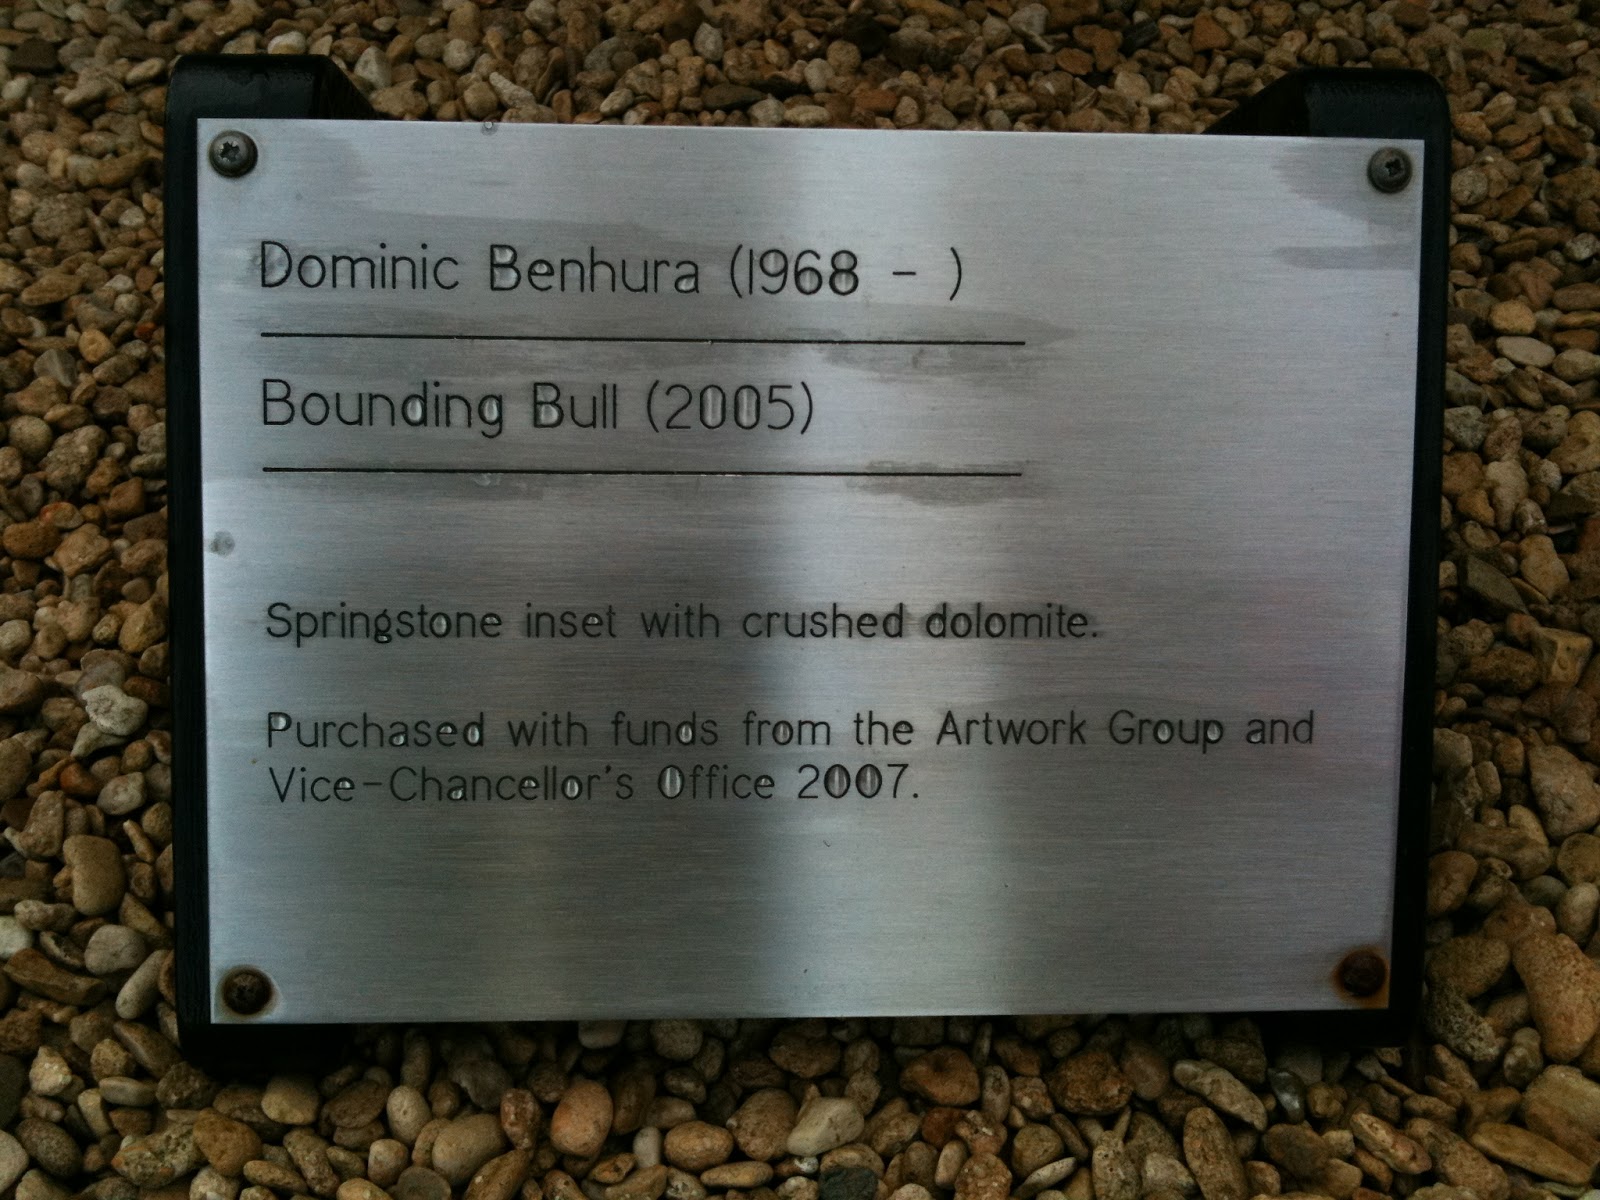 Dominic Benhura (1968 - )
Bounding Bull (2005)
Springstone inset with crushed dolomite.
Purchased with funds from the Artwork Group and
Vice-Chancellor's Office 2007.